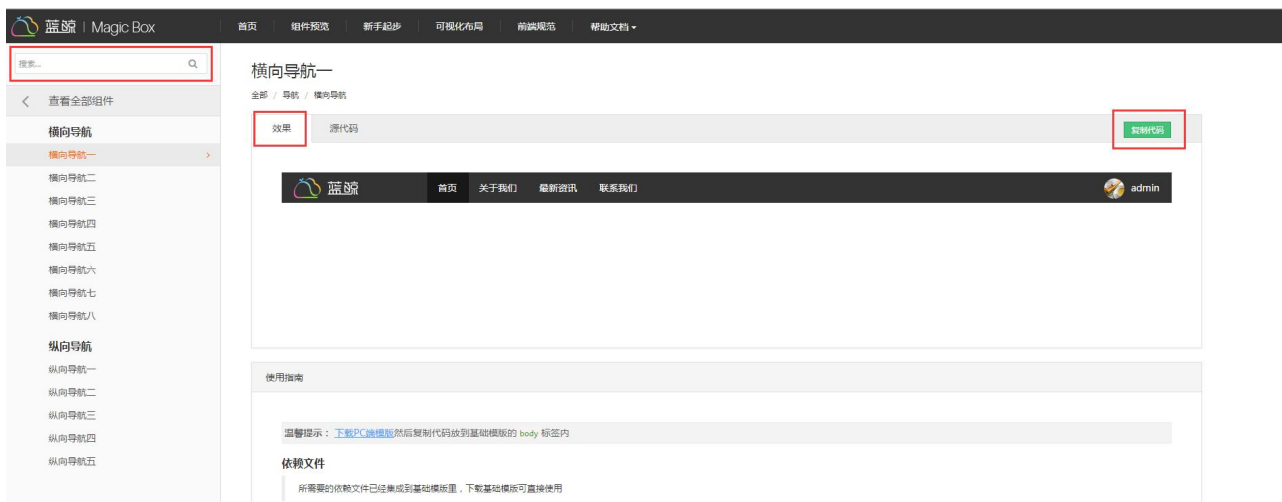 蓝鲸 | Magic Box 首页 组件预览 新手起步 可视化布局 前端规范 帮助文档
搜索...
查看全部组件
横向导航
横向导航一
横向导航二
横向导航三
横向导航四
横向导航五
横向导航六
横向导航七
横向导航八
纵向导航
纵向导航一
纵向导航二
纵向导航三
纵向导航四
纵向导航五
横向导航一
全部 / 导航 / 横向导航
效果 源代码 复制代码
蓝鲸 首页 关于我们 最新资讯 联系我们 admin
使用指南
温馨提示： 下载PC端模版然后复制代码放到基础模版的 body 标签内
依赖文件
所需要的依赖文件已经集成到基础模版里，下载基础模版可直接使用